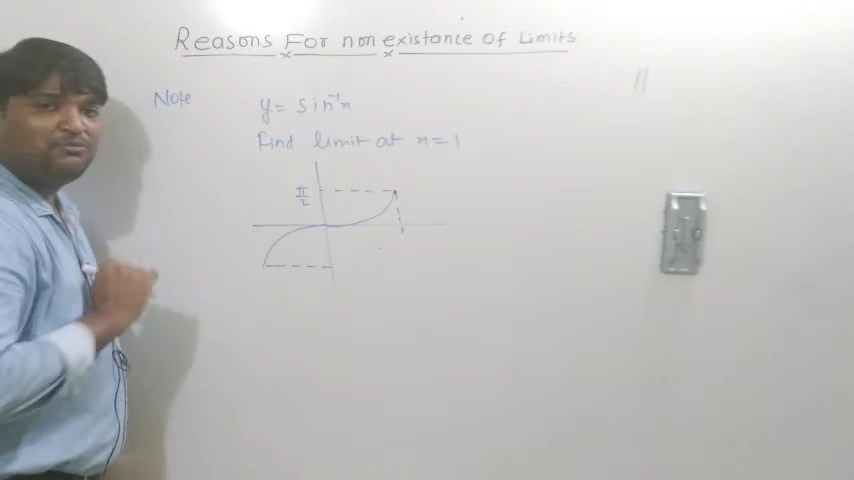 Reasons For non existance of Limits
Note
y = sin⁻¹x
Find limit at x = 1
π/2